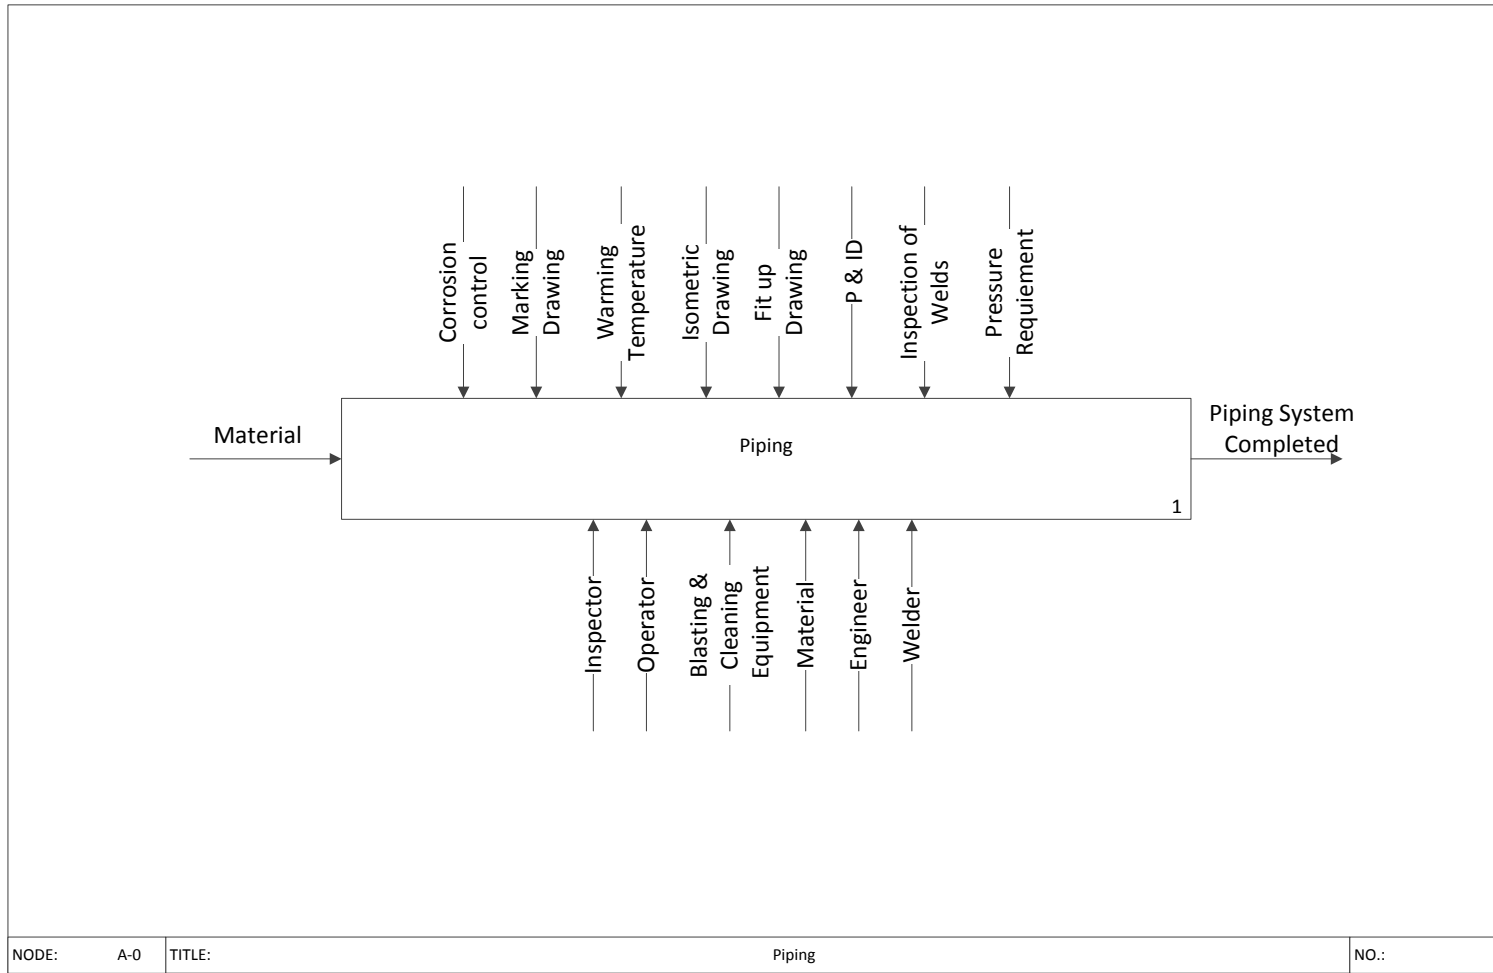 Corrosion
control
Marking
Drawing
Warming
Temperature
Isometric
Drawing
Fit up
Drawing
P & ID
Inspection of
Welds
Pressure
Requiement
Material
Piping
1
Piping System
Completed
Inspector
Operator
Blasting &
Cleaning
Equipment
Material
Engineer
Welder
NODE: A-0 TITLE: Piping NO.: